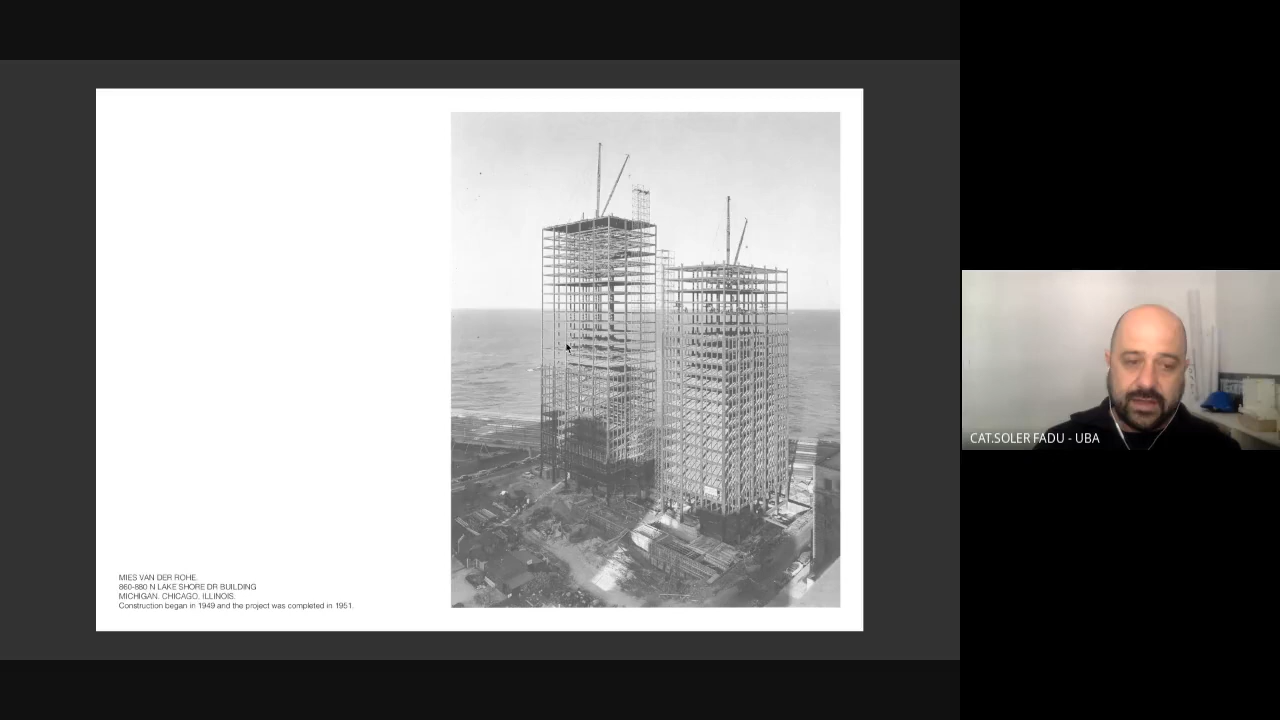 MIES VAN DER ROHE.
860-880 N LAKE SHORE DR BUILDING
MICHIGAN. CHICAGO, ILLINOIS.
Construction began in 1949 and the project was completed in 1951.
CAT.SOLER FADU - UBA